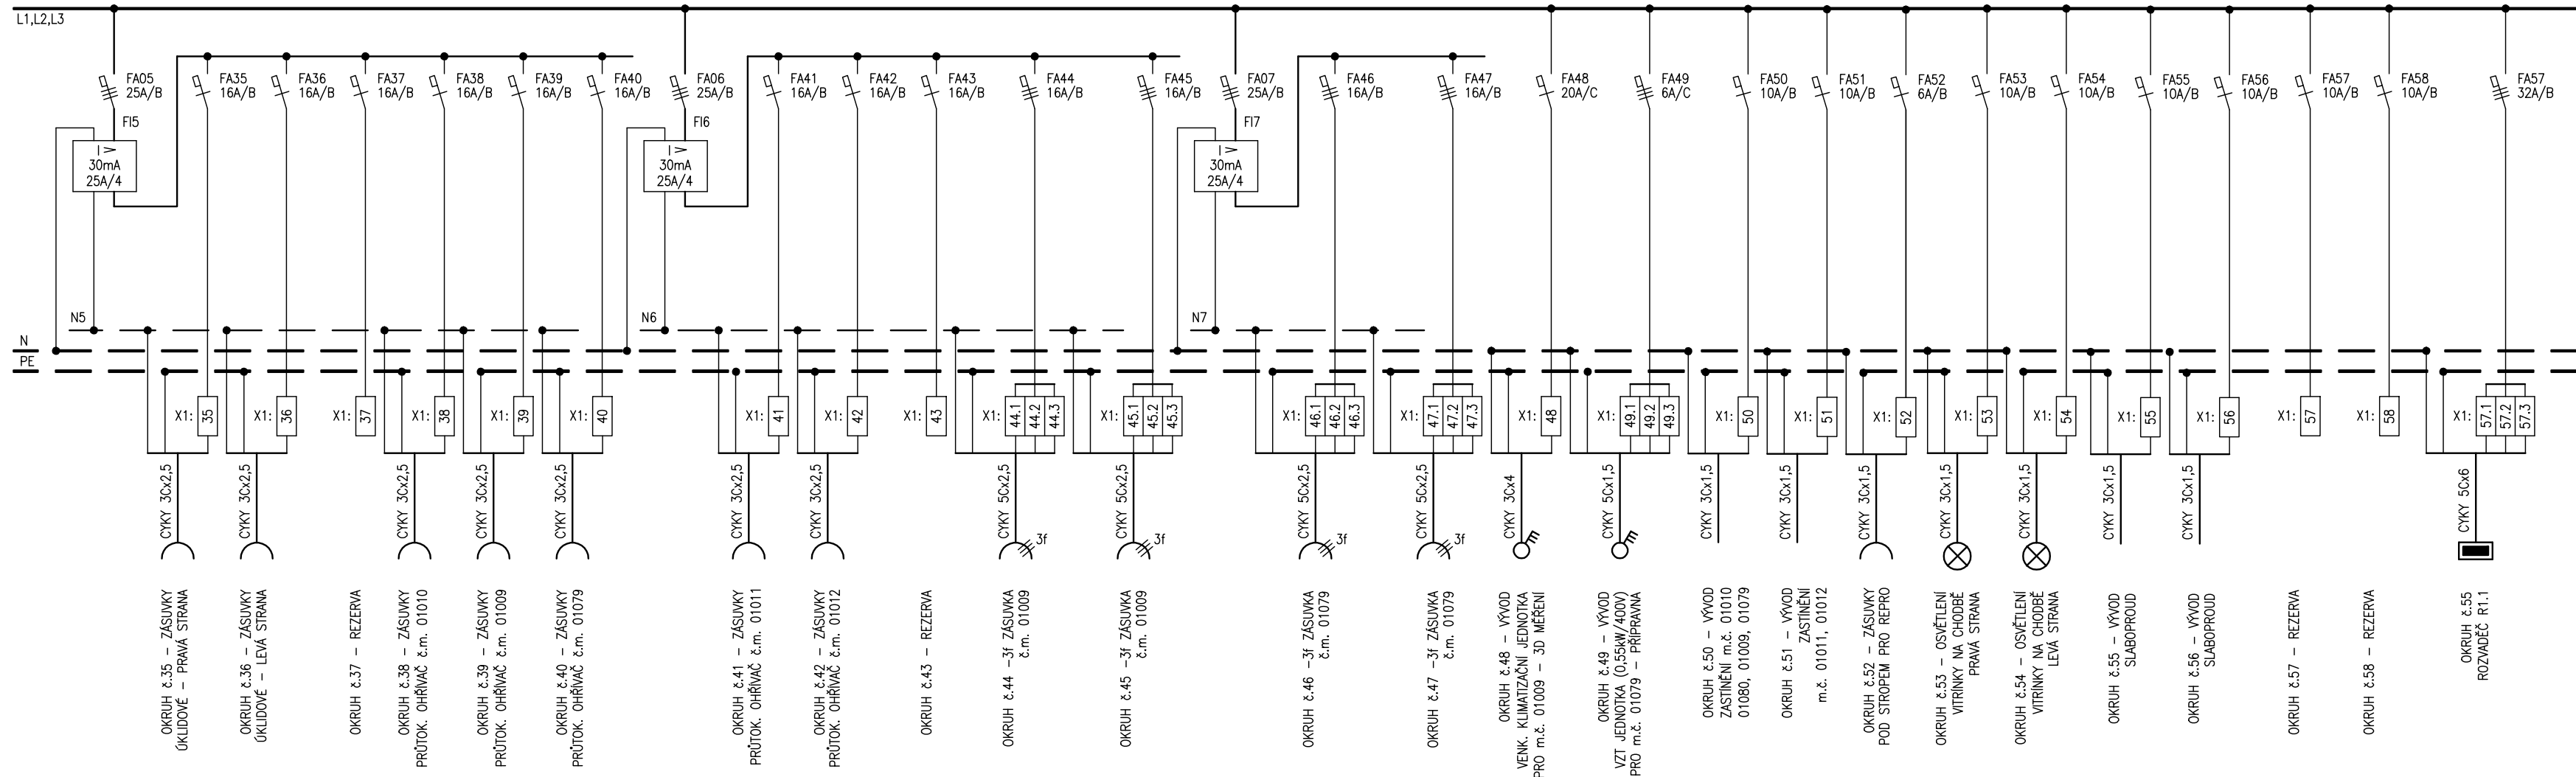 L1,L2,L3
FA05
25A/B
FA35
16A/B
FA36
16A/B
FA37
16A/B
FA38
16A/B
FA39
16A/B
FA40
16A/B
FA06
25A/B
FA41
16A/B
FA42
16A/B
FA43
16A/B
FA44
16A/B
FA45
16A/B
FA07
25A/B
FA46
16A/B
FA47
16A/B
FA48
20A/C
FA49
6A/C
FA50
10A/B
FA51
10A/B
FA52
6A/B
FA53
10A/B
FA54
10A/B
FA55
10A/B
FA56
10A/B
FA57
10A/B
FA58
10A/B
FA57
32A/B
FI5
I >
30mA
25A/4
FI6
I >
30mA
25A/4
FI7
I >
30mA
25A/4
N5
N6
N7
N
PE
X1: 35
X1: 36
X1: 37
X1: 38
X1: 39
X1: 40
X1: 41
X1: 42
X1: 43
X1: 44.1 44.2 44.3
X1: 45.1 45.2 45.3
X1: 46.1 46.2 46.3
X1: 47.1 47.2 47.3
X1: 48
X1: 49.1 49.2 49.3
X1: 50
X1: 51
X1: 52
X1: 53
X1: 54
X1: 55
X1: 56
X1: 57
X1: 58
X1: 57.1 57.2 57.3
CYKY 3Cx2,5
CYKY 3Cx2,5
CYKY 3Cx2,5
CYKY 3Cx2,5
CYKY 3Cx2,5
CYKY 3Cx2,5
CYKY 3Cx2,5
CYKY 5Cx2,5
3f
CYKY 5Cx2,5
3f
CYKY 5Cx2,5
3f
CYKY 5Cx2,5
3f
CYKY 3Cx4
CYKY 5Cx1,5
CYKY 3Cx1,5
CYKY 3Cx1,5
CYKY 3Cx1,5
CYKY 3Cx1,5
CYKY 3Cx1,5
CYKY 3Cx1,5
CYKY 3Cx1,5
CYKY 5Cx6
OKRUH č.35 – ZÁSUVKY
ÚKLIDOVÉ – PRAVÁ STRANA
OKRUH č.36 – ZÁSUVKY
ÚKLIDOVÉ – LEVÁ STRANA
OKRUH č.37 – REZERVA
OKRUH č.38 – ZÁSUVKY
PRŮTOK. OHŘÍVAČ č.m. 01010
OKRUH č.39 – ZÁSUVKY
PRŮTOK. OHŘÍVAČ č.m. 01009
OKRUH č.40 – ZÁSUVKY
PRŮTOK. OHŘÍVAČ č.m. 01079
OKRUH č.41 – ZÁSUVKY
PRŮTOK. OHŘÍVAČ č.m. 01011
OKRUH č.42 – ZÁSUVKY
PRŮTOK. OHŘÍVAČ č.m. 01012
OKRUH č.43 – REZERVA
OKRUH č.44 –3f ZÁSUVKA
č.m. 01009
OKRUH č.45 –3f ZÁSUVKA
č.m. 01009
OKRUH č.46 –3f ZÁSUVKA
č.m. 01079
OKRUH č.47 –3f ZÁSUVKA
č.m. 01079
OKRUH č.48 – VÝVOD
VENK. KLIMATIZAČNÍ JEDNOTKA
PRO m.č. 01009 – 3D MĚŘENÍ
OKRUH č.49 – VÝVOD
VZT JEDNOTKA (0,55kW/400V)
PRO m.č. 01079 – PŘÍPRAVNA
OKRUH č.50 – VÝVOD
ZASTÍNĚNÍ m.č. 01010
01080, 01009, 01079
OKRUH č.51 – VÝVOD
ZASTÍNĚNÍ
m.č. 01011, 01012
OKRUH č.52 – ZÁSUVKY
POD STROPEM PRO REPRO
OKRUH č.53 – OSVĚTLENÍ
VITRÍNKY NA CHODBĚ
PRAVÁ STRANA
OKRUH č.54 – OSVĚTLENÍ
VITRÍNKY NA CHODBĚ
LEVÁ STRANA
OKRUH č.55 – VÝVOD
SLABOPROUD
OKRUH č.56 – VÝVOD
SLABOPROUD
OKRUH č.57 – REZERVA
OKRUH č.58 – REZERVA
OKRUH č.55
ROZVADĚČ R1.1